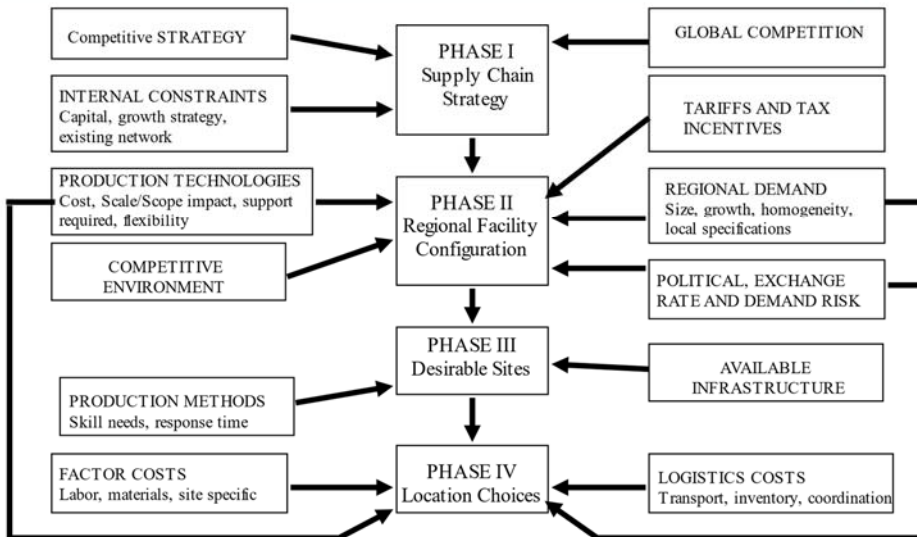 Competitive STRATEGY
PHASE I
Supply Chain
Strategy
GLOBAL COMPETITION
INTERNAL CONSTRAINTS
Capital, growth strategy,
existing network
TARIFFS AND TAX
INCENTIVES
PRODUCTION TECHNOLOGIES
Cost, Scale/Scope impact, support
required, flexibility
PHASE II
Regional Facility
Configuration
REGIONAL DEMAND
Size, growth, homogeneity,
local specifications
COMPETITIVE
ENVIRONMENT
POLITICAL, EXCHANGE
RATE AND DEMAND RISK
PHASE III
Desirable Sites
AVAILABLE
INFRASTRUCTURE
PRODUCTION METHODS
Skill needs, response time
FACTOR COSTS
Labor, materials, site specific
PHASE IV
Location Choices
LOGISTICS COSTS
Transport, inventory, coordination